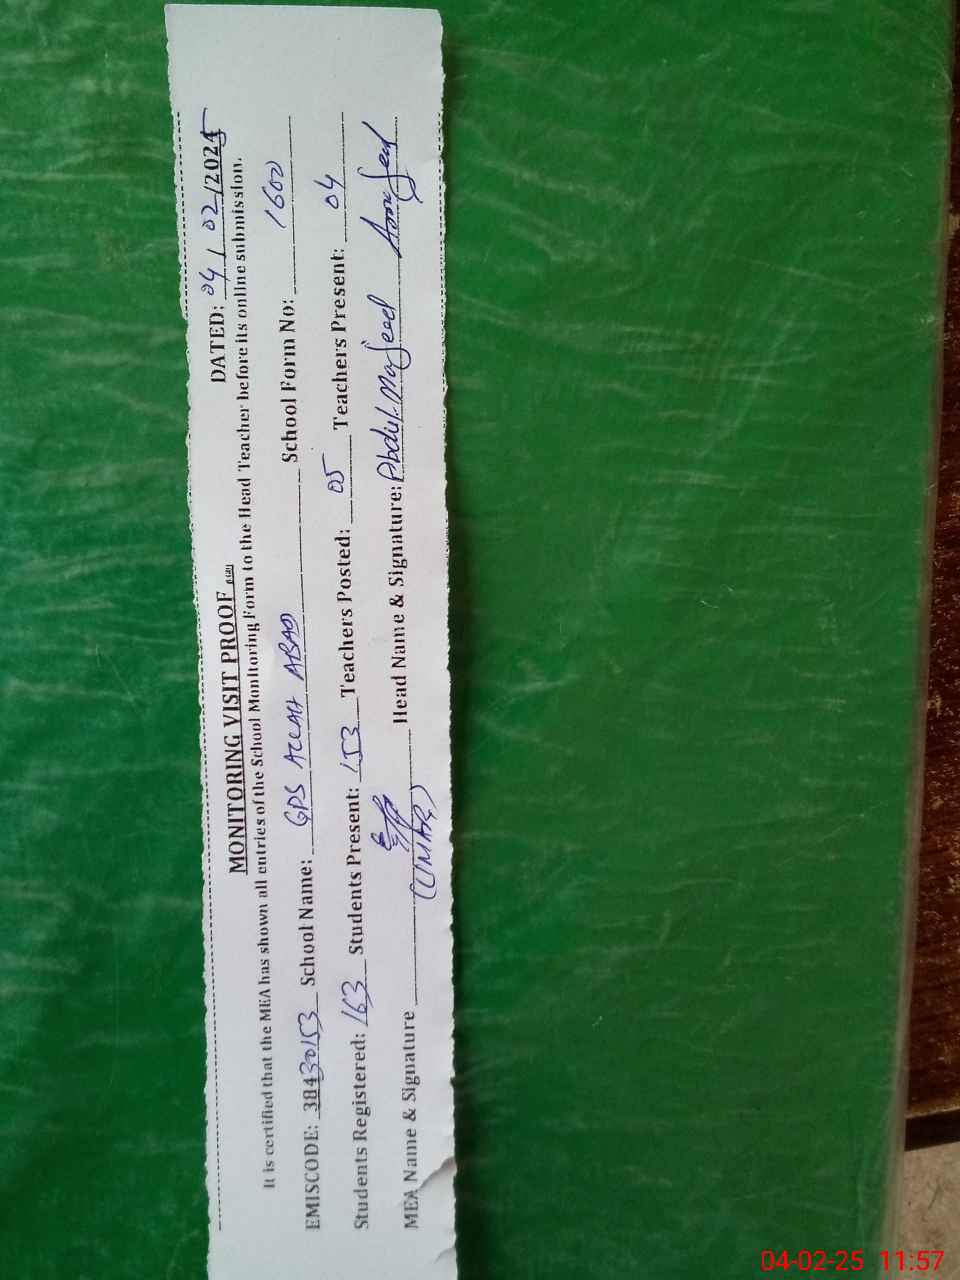 MONITORING VISIT PROOF DATED: 04/02/2025
It is certified that the MEA has shown all entries of the School Monitoring Form to the Head Teacher before its online submission.
EMISCODE: 38430153 School Name: GPS ALLAH ABAD School Form No: 1600
Students Registered: 163 Students Present: 153 Teachers Posted: 05 Teachers Present: 04
MEA Name & Signature (UMAR) Head Name & Signature: Abdul Majeed
04-02-25 11:57